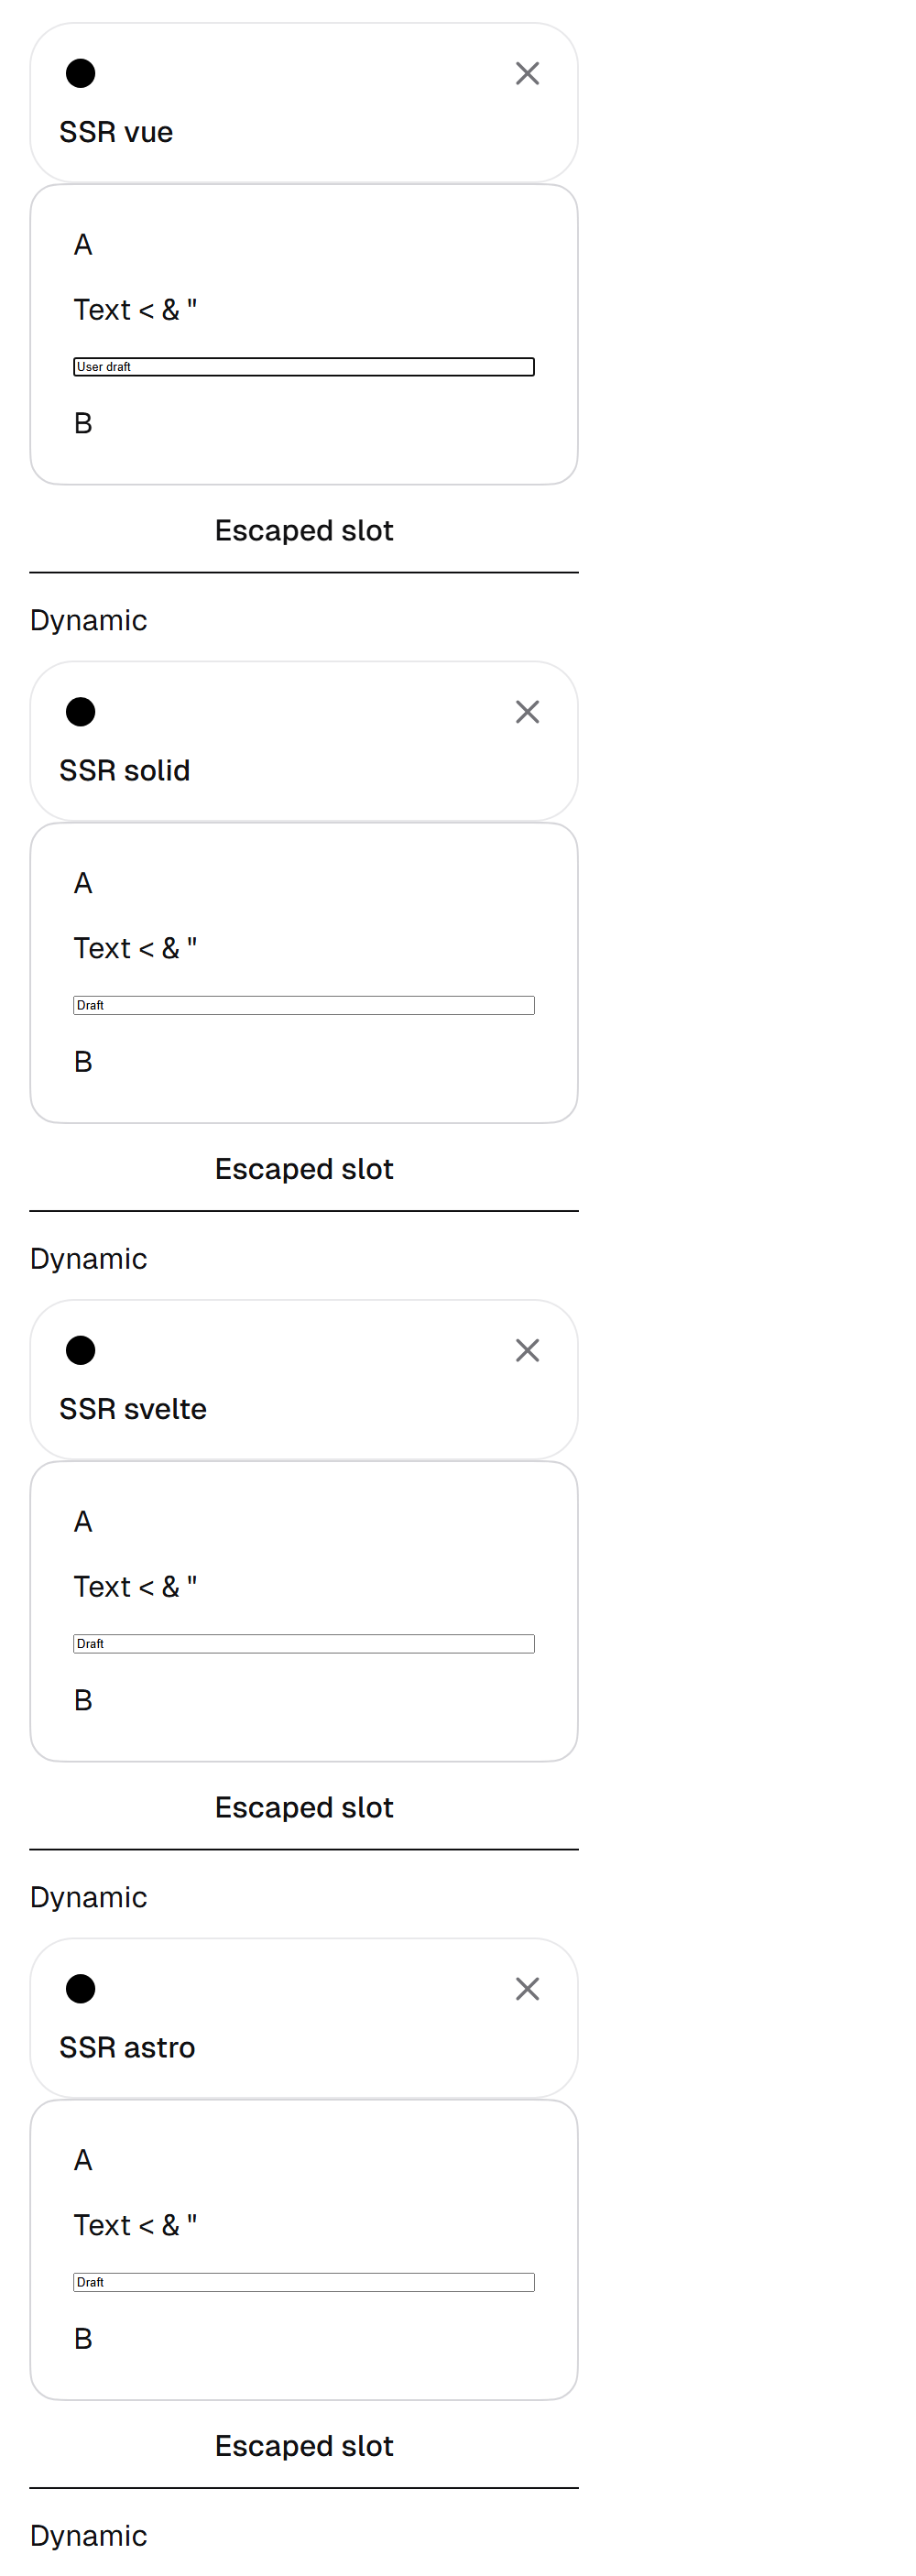 SSR vue
A
Text < & "
User draft
B
Escaped slot
Dynamic
SSR solid
A
Text < & "
Draft
B
Escaped slot
Dynamic
SSR svelte
A
Text < & "
Draft
B
Escaped slot
Dynamic
SSR astro
A
Text < & "
Draft
B
Escaped slot
Dynamic